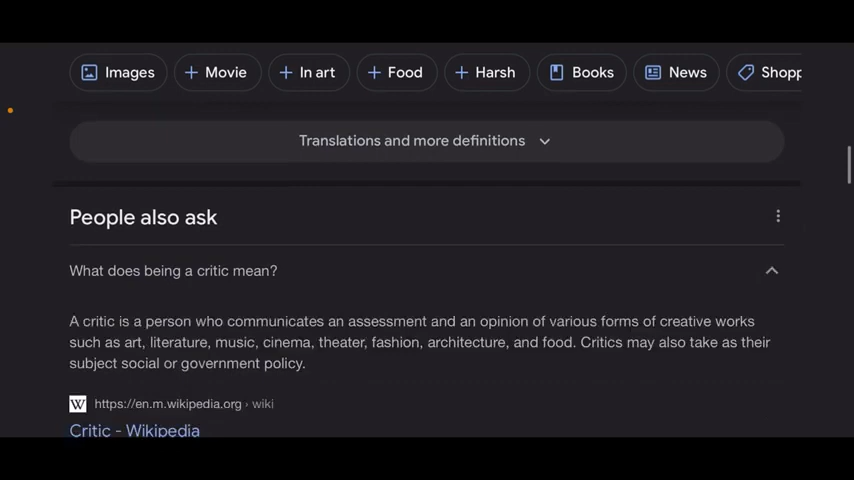 Images Movie In art Food Harsh Books News Shopp
Translations and more definitions
People also ask
What does being a critic mean?
A critic is a person who communicates an assessment and an opinion of various forms of creative works
such as art, literature, music, cinema, theater, fashion, architecture, and food. Critics may also take as their
subject social or government policy.
W https://en.m.wikipedia.org › wiki
Critic - Wikipedia